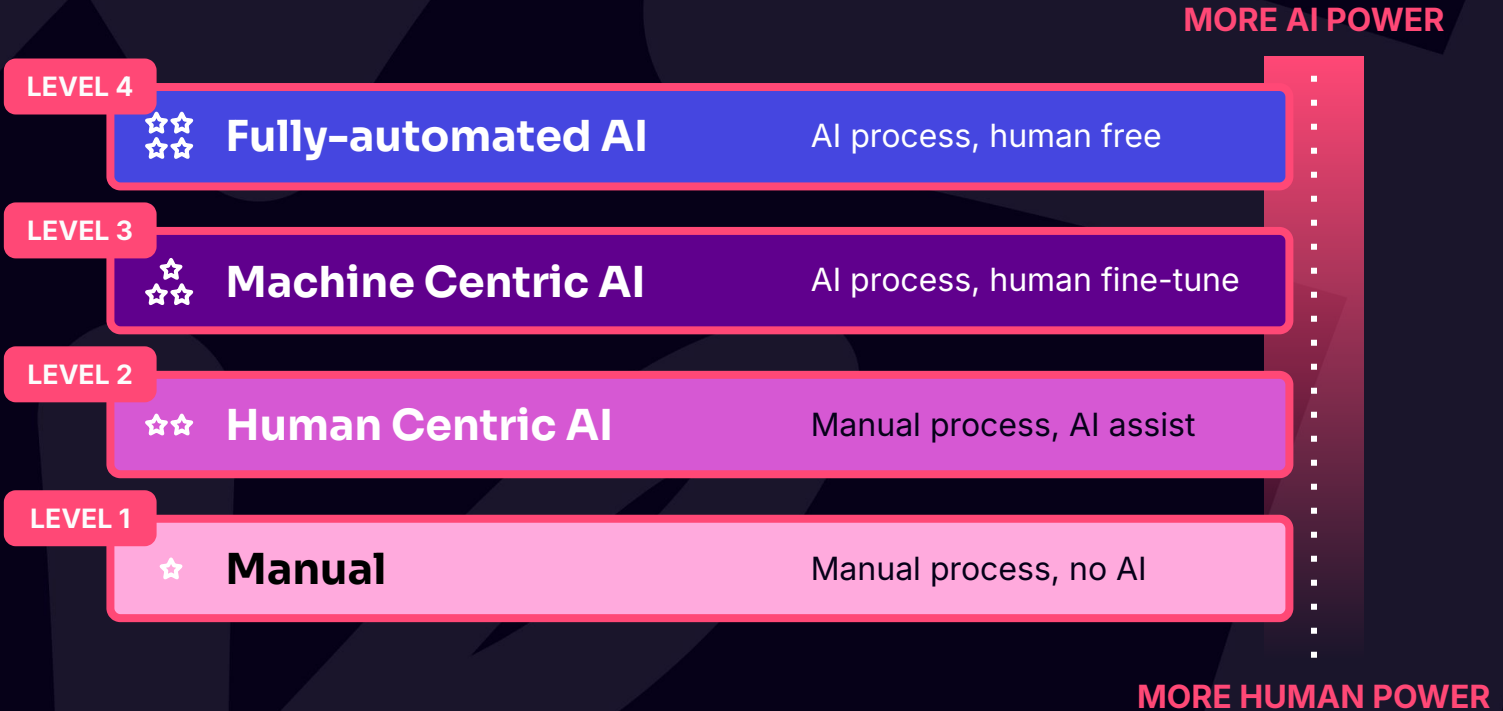 MORE AI POWER
LEVEL 4
Fully-automated AI
AI process, human free
LEVEL 3
Machine Centric AI
AI process, human fine-tune
LEVEL 2
Human Centric AI
Manual process, AI assist
LEVEL 1
Manual
Manual process, no AI
MORE HUMAN POWER